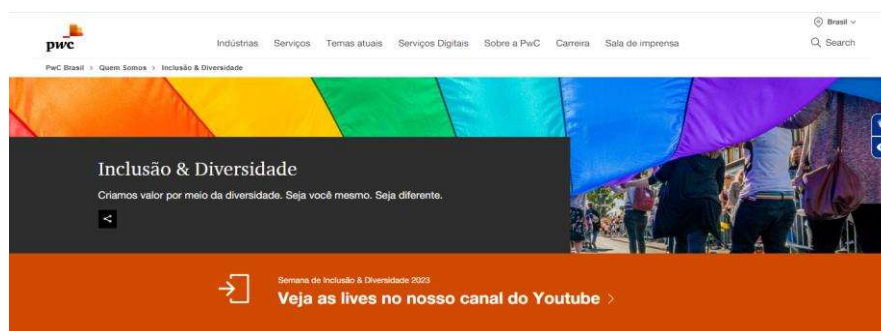 Brasil
pwc
Indústrias Serviços Temas atuais Serviços Digitais Sobre a PwC Carreira Sala de imprensa
Search
PwC Brasil > Quem Somos > Inclusão & Diversidade
Inclusão & Diversidade
Criamos valor por meio da diversidade. Seja você mesmo. Seja diferente.
Semana de Inclusão & Diversidade 2023
Veja as lives no nosso canal do Youtube >